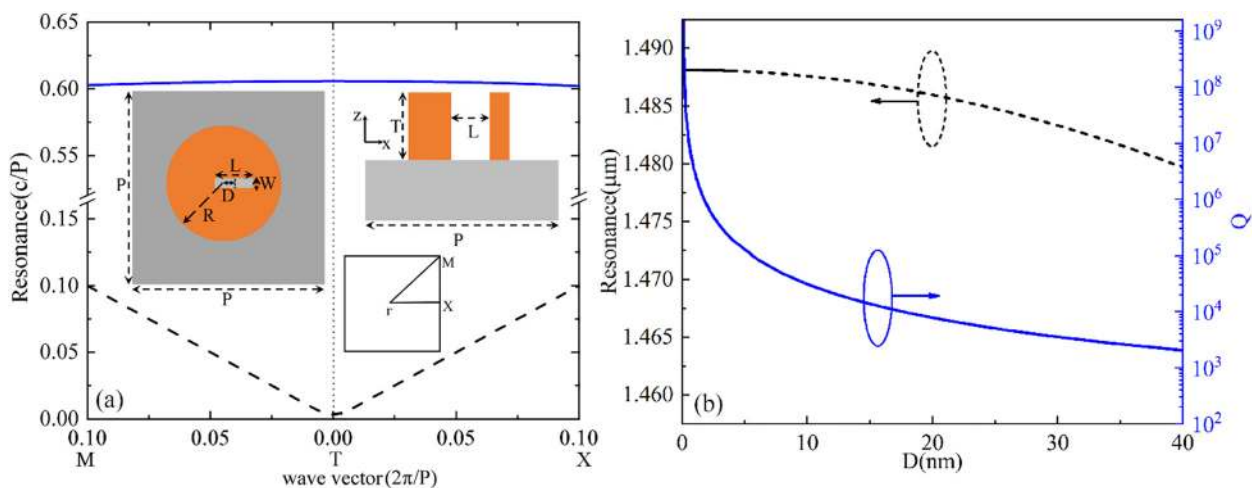 0.65
0.60
0.55
0.15
0.10
0.05
0.00
Resonance(c/P)
P
L
W
D
R
P
Z
x
T
L
P
M
r
X
(a)
0.10 0.05 0.00 0.05 0.10
M T X
wave vector(2π/P)
1.490
1.485
1.480
1.475
1.470
1.465
1.460
Resonance(μm)
(b)
0 10 20 30 40
D(nm)
10⁹
10⁸
10⁷
10⁶
10⁵
10⁴
10³
10²
Q